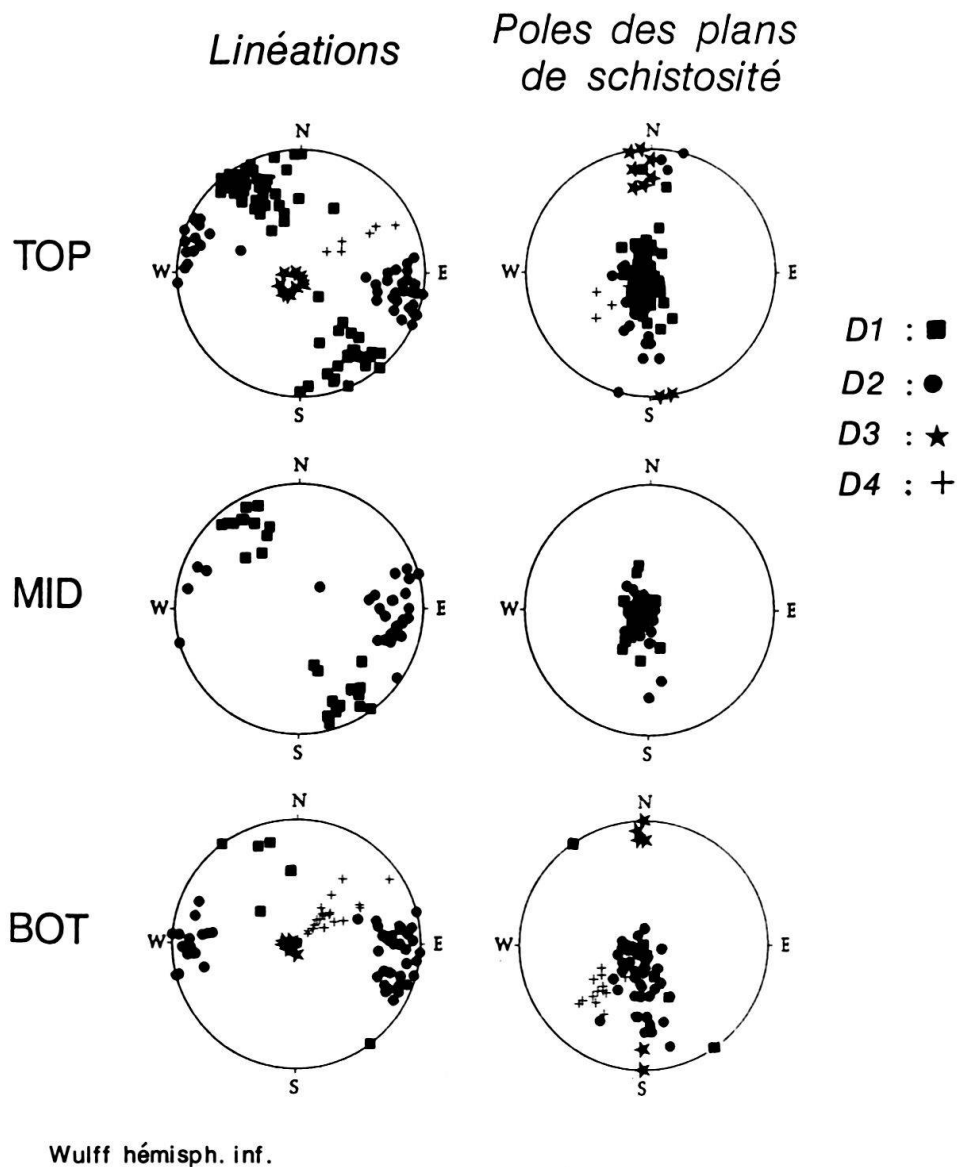 Linéations
Poles des plans
de schistosité
TOP
N
W
E
S
N
W
E
S
D1 : ■
D2 : ●
D3 : ★
D4 : +
MID
N
W
E
S
N
W
E
S
BOT
N
W
E
S
N
W
E
S
Wulff hémisph. inf.